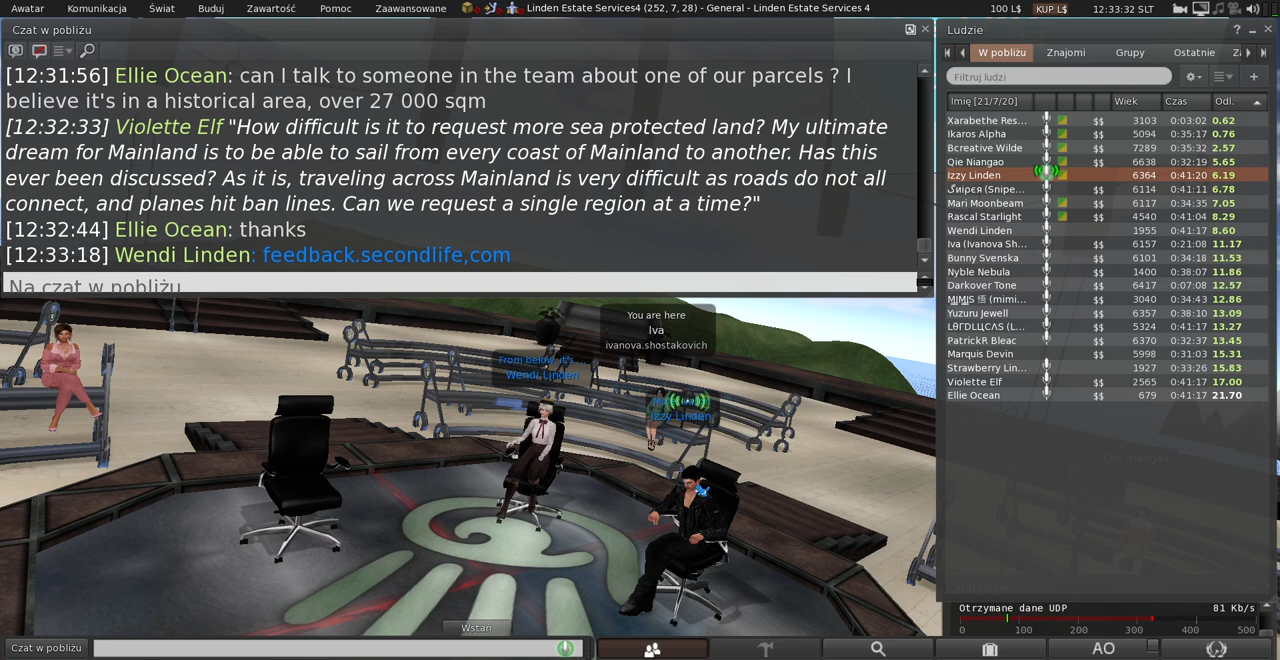 Awatar Komunikacja Świat Buduj Zawartość Pomoc Zaawansowane Linden Estate Services4 (252, 7, 28) - General - Linden Estate Services 4 100 L$ KUP L$ 12:33:32 SLT
Czat w pobliżu
[12:31:56] Ellie Ocean: can I talk to someone in the team about one of our parcels ? I
believe it's in a historical area, over 27 000 sqm
[12:32:33] Violette Elf "How difficult is it to request more sea protected land? My ultimate
dream for Mainland is to be able to sail from every coast of Mainland to another. Has this
ever been discussed? As it is, traveling across Mainland is very difficult as roads do not all
connect, and planes hit ban lines. Can we request a single region at a time?"
[12:32:44] Ellie Ocean: thanks
[12:33:18] Wendi Linden: feedback.secondlife,com
Na czat w pobliżu
You are here
Iva
ivanova.shostakovich
From below, it's...
Wendi Linden
Izzy Linden
Wstań
Czat w pobliżu
Ludzie
W pobliżu Znajomi Grupy Ostatnie
Filtruj ludzi
Imię [21/7/20] Wiek Czas Odl.
Xarabethe Res... $$ 3103 0:03:02 0.62
Ikaros Alpha $$ 5094 0:35:17 0.76
Bcreative Wilde $$ 7289 0:35:32 2.57
Qie Niangao $$ 6638 0:32:19 5.65
Izzy Linden 6364 0:41:20 6.19
(Snipe... $$ 6114 0:41:11 6.78
Mari Moonbeam $$ 6117 0:34:35 7.05
Rascal Starlight $$ 4540 0:41:04 8.29
Wendi Linden 1955 0:41:17 8.60
Iva (Ivanova Sh... $$ 6157 0:21:08 11.17
Bunny Svenska $$ 6101 0:34:18 11.53
Nyble Nebula $$ 1400 0:38:07 11.86
Darkover Tone $$ 6417 0:07:08 12.57
(mimi... $$ 3040 0:34:43 12.86
Yuzuru Jewell $$ 6357 0:38:10 13.09
(L... $$ 5324 0:41:17 13.27
PatrickR Bleac $$ 6370 0:32:37 13.45
Marquis Devin $$ 5998 0:31:03 15.31
Strawberry Lin... 1927 0:33:26 15.83
Violette Elf $$ 2565 0:41:17 17.00
Ellie Ocean $$ 679 0:41:17 21.70
Qie Niangao
Otrzymane dane UDP 81 Kb/s
0 100 200 300 400 500
AO